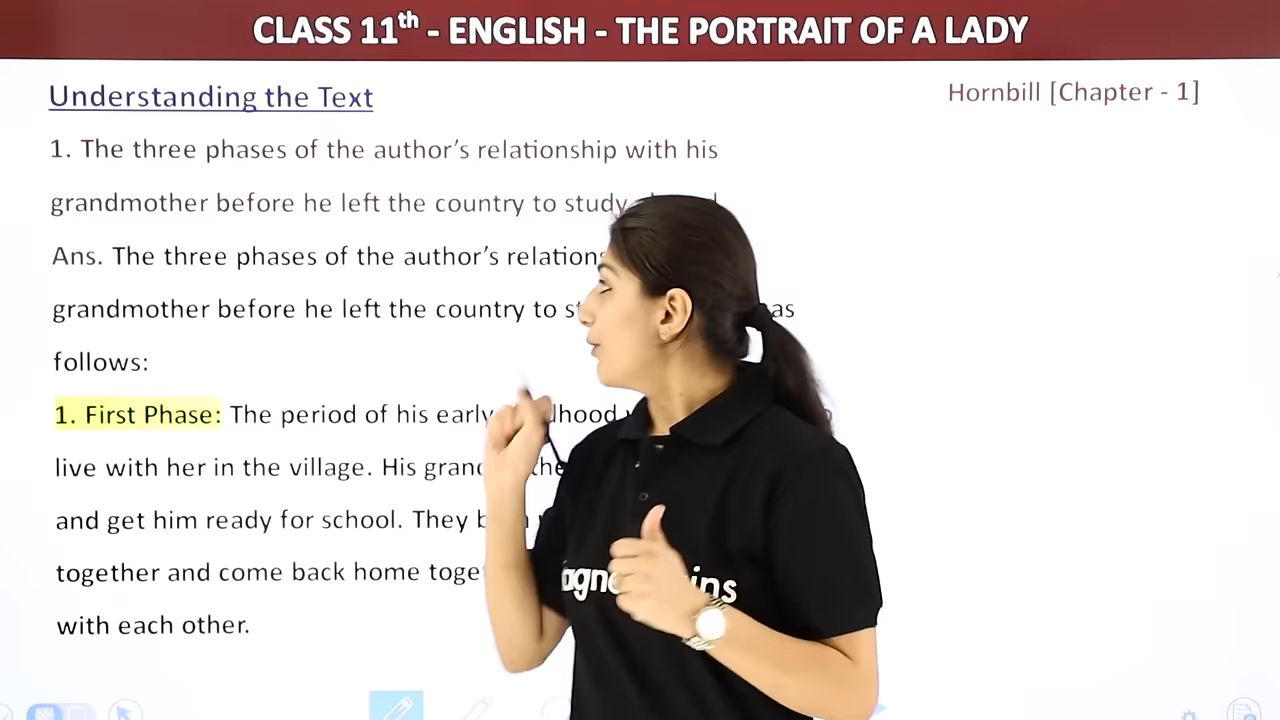 CLASS 11th - ENGLISH - THE PORTRAIT OF A LADY
Understanding the Text
Hornbill [Chapter - 1]
1. The three phases of the author's relationship with his
grandmother before he left the country to study
Ans. The three phases of the author's
grandmother before he left the country to as
follows:
1. First Phase: The period of his early
live with her in the village. His
and get him ready for school. They
together and come back home
with each other.